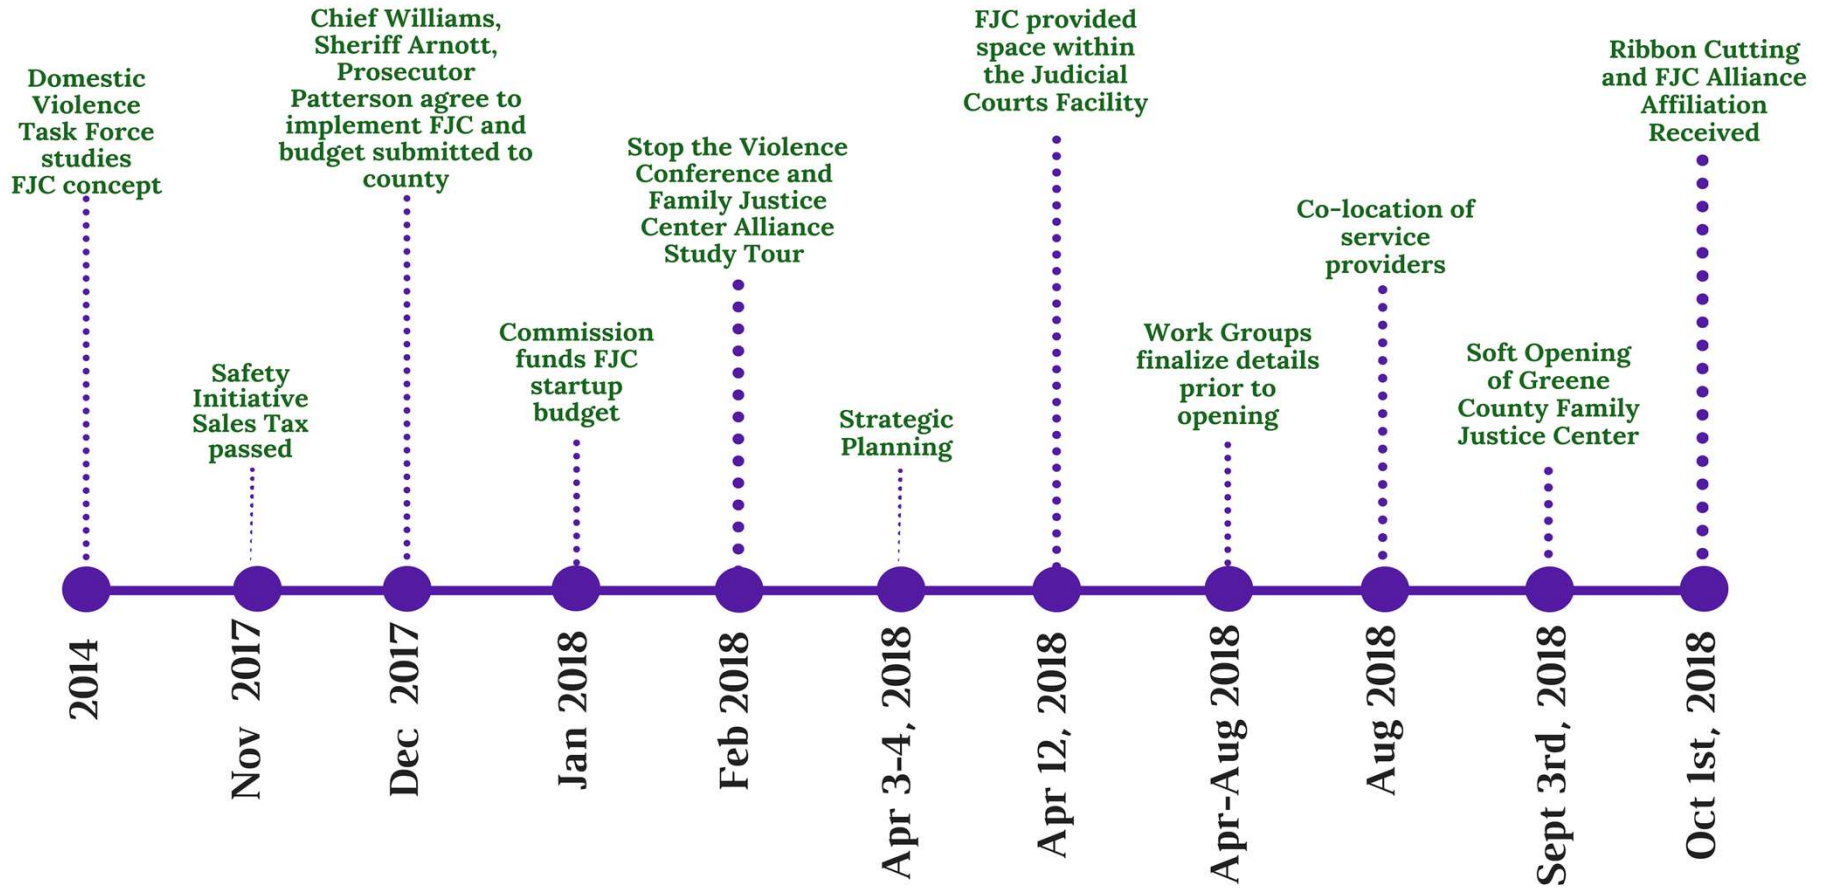 Domestic
Violence
Task Force
studies
FJC concept
2014
Safety
Initiative
Sales Tax
passed
Nov 2017
Chief Williams,
Sheriff Arnott,
Prosecutor
Patterson agree to
implement FJC and
budget submitted to
county
Dec 2017
Commission
funds FJC
startup
budget
Jan 2018
Stop the Violence
Conference and
Family Justice
Center Alliance
Study Tour
Feb 2018
Strategic
Planning
Apr 3-4, 2018
FJC provided
space within
the Judicial
Courts Facility
Apr 12, 2018
Work Groups
finalize details
prior to
opening
Apr-Aug 2018
Co-location of
service
providers
Aug 2018
Soft Opening
of Greene
County Family
Justice Center
Sept 3rd, 2018
Ribbon Cutting
and FJC Alliance
Affiliation
Received
Oct 1st, 2018